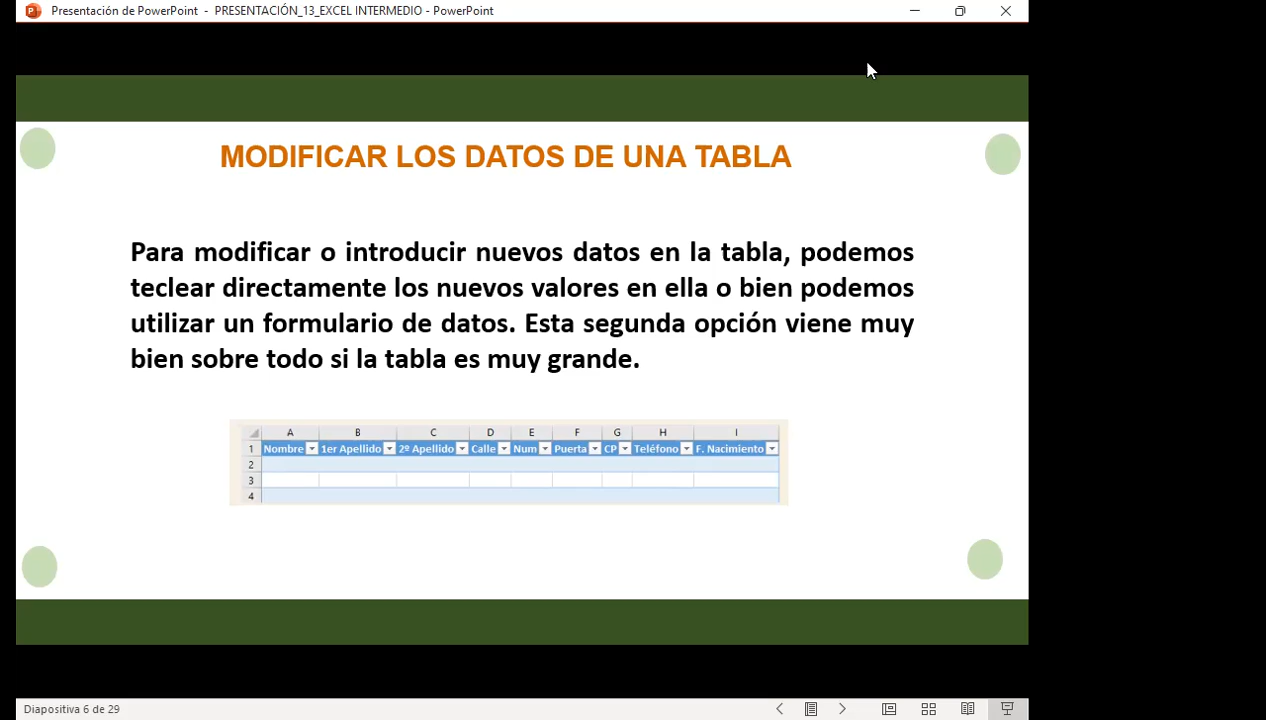 Presentación de PowerPoint - PRESENTACIÓN_13_EXCEL INTERMEDIO - PowerPoint
MODIFICAR LOS DATOS DE UNA TABLA
Para modificar o introducir nuevos datos en la tabla, podemos
teclear directamente los nuevos valores en ella o bien podemos
utilizar un formulario de datos. Esta segunda opción viene muy
bien sobre todo si la tabla es muy grande.
A B C D E F G H I
1 Nombre 1er Apellido 2º Apellido Calle Num Puerta CP Teléfono F. Nacimiento
2
3
4
Diapositiva 6 de 29